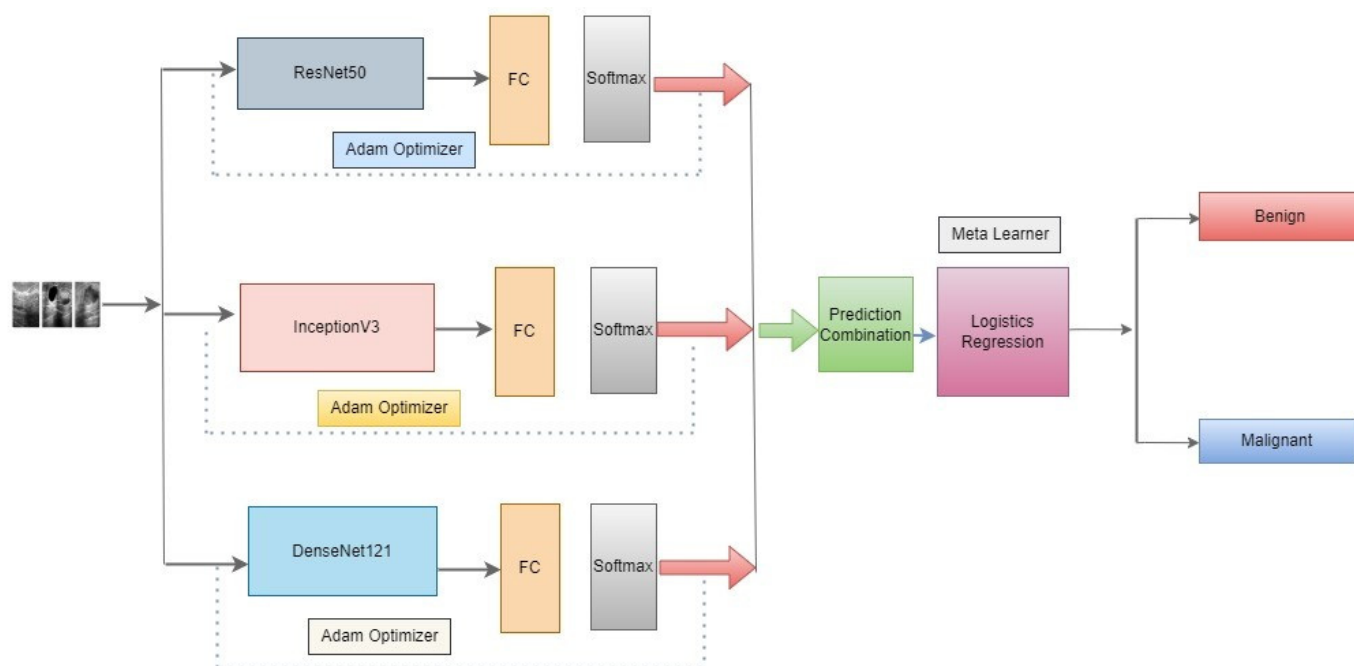 ResNet50
FC
Softmax
Adam Optimizer
InceptionV3
FC
Softmax
Adam Optimizer
DenseNet121
FC
Softmax
Adam Optimizer
Prediction
Combination
Meta Learner
Logistics
Regression
Benign
Malignant